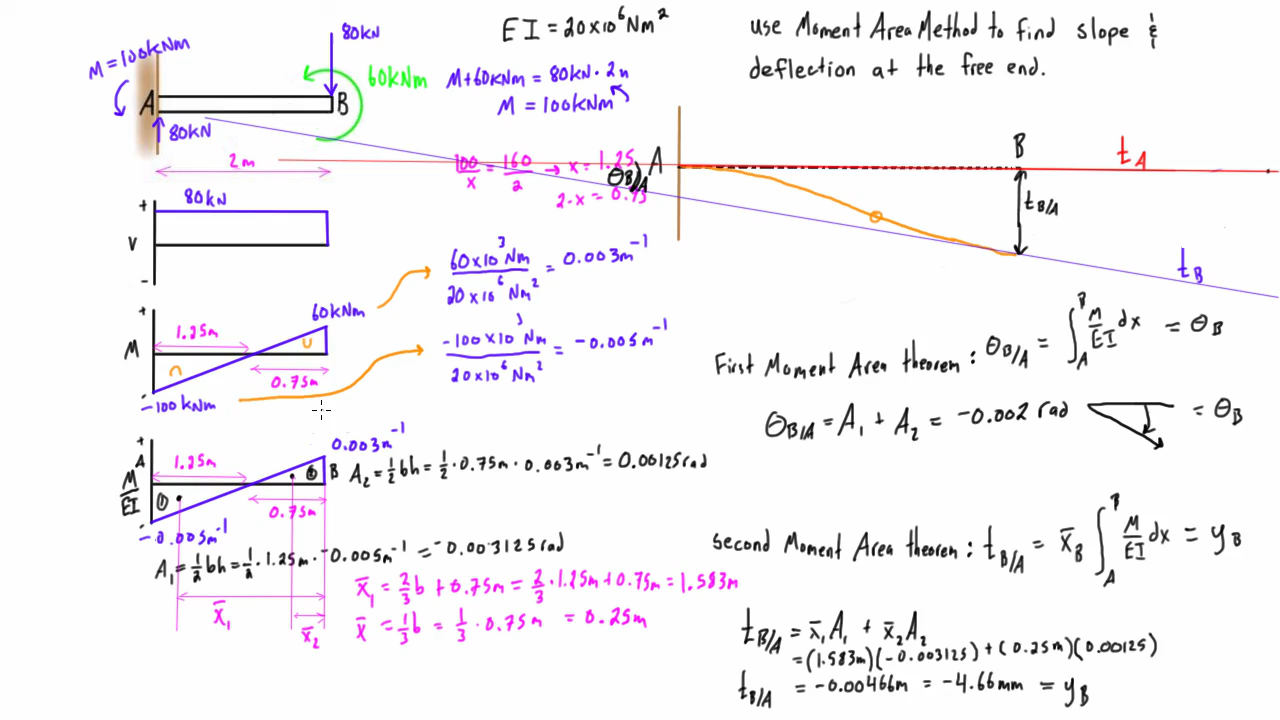 EI = 20×10⁶Nm²
use Moment Area Method to find slope &
deflection at the free end.
M=100kNm
80kN
60kNm
A
B
80kN
2m
M+60kNm = 80kN·2m
M = 100kNm
100/x = 160/2 → x = 1.25
2-x = 0.75
θB/A
A
B
tA
tB/A
tB
+
80kN
V
-
60×10³ Nm / 20×10⁶ Nm² = 0.003m⁻¹
+
60kNm
1.25m
M
0.75m
-
-100kNm
-100×10³ Nm / 20×10⁶ Nm² = -0.005m⁻¹
First Moment Area theorem: θB/A = ∫_A^B M/EI dx = θB
θB/A = A₁ + A₂ = -0.002 rad = θB
+
0.003m⁻¹
A
1.25m
M/EI
①
②
B
A₂ = ½bh = ½·0.75m·0.003m⁻¹ = 0.00125rad
0.75m
-
-0.005m⁻¹
A₁ = ½bh = ½·1.25m·-0.005m⁻¹ = -0.003125rad
x̄₁
x̄₂
x̄₁ = ⅔b + 0.75m = ⅔·1.25m + 0.75m = 1.583m
x̄ = ⅓b = ⅓·0.75m = 0.25m
Second Moment Area theorem: tB/A = x̄B ∫_A^B M/EI dx = yB
tB/A = x̄₁A₁ + x̄₂A₂
=(1.583m)(-0.003125)+(0.25m)(0.00125)
tB/A = -0.00466m = -4.66mm = yB